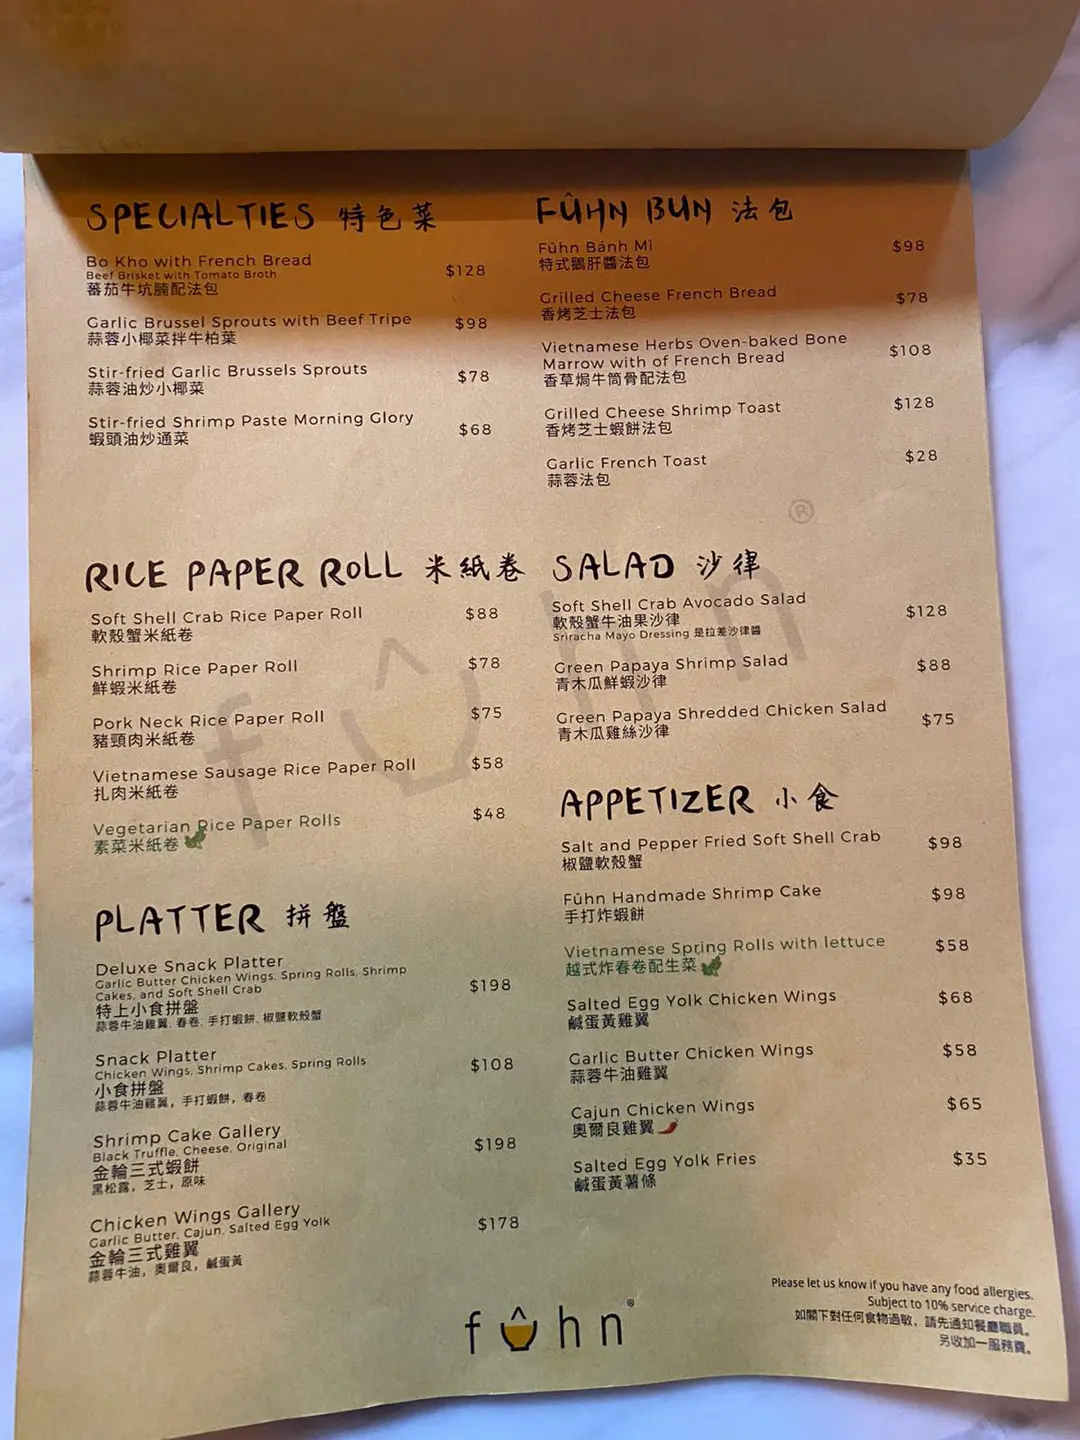 SPECIALTIES 特色菜
Bo Kho with French Bread
Beef Brisket with Tomato Broth
蕃茄牛坑腩配法包
$128
Garlic Brussel Sprouts with Beef Tripe
蒜蓉小椰菜拌牛柏葉
$98
Stir-fried Garlic Brussels Sprouts
蒜蓉油炒小椰菜
$78
Stir-fried Shrimp Paste Morning Glory
蝦頭油炒通菜
$68
FÛHN BUN 法包
Fûhn Bánh Mì
特式鵝肝醬法包
$98
Grilled Cheese French Bread
香烤芝士法包
$78
Vietnamese Herbs Oven-baked Bone
Marrow with of French Bread
香草焗牛筒骨配法包
$108
Grilled Cheese Shrimp Toast
香烤芝士蝦餅法包
$128
Garlic French Toast
蒜蓉法包
$28
RICE PAPER ROLL 米紙卷
Soft Shell Crab Rice Paper Roll
軟殼蟹米紙卷
$88
Shrimp Rice Paper Roll
鮮蝦米紙卷
$78
Pork Neck Rice Paper Roll
豬頸肉米紙卷
$75
Vietnamese Sausage Rice Paper Roll
扎肉米紙卷
$58
Vegetarian Rice Paper Rolls
素菜米紙卷
$48
SALAD 沙律
Soft Shell Crab Avocado Salad
軟殼蟹牛油果沙律
Sriracha Mayo Dressing 是拉差沙律醬
$128
Green Papaya Shrimp Salad
青木瓜鮮蝦沙律
$88
Green Papaya Shredded Chicken Salad
青木瓜雞絲沙律
$75
PLATTER 拼盤
Deluxe Snack Platter
Garlic Butter Chicken Wings, Spring Rolls, Shrimp
Cakes, and Soft Shell Crab
特上小食拼盤
蒜蓉牛油雞翼, 春卷, 手打蝦餅, 椒鹽軟殼蟹
$198
Snack Platter
Chicken Wings, Shrimp Cakes, Spring Rolls
小食拼盤
蒜蓉牛油雞翼，手打蝦餅，春卷
$108
Shrimp Cake Gallery
Black Truffle, Cheese, Original
金輪三式蝦餅
黑松露，芝士，原味
$198
Chicken Wings Gallery
Garlic Butter, Cajun, Salted Egg Yolk
金輪三式雞翼
蒜蓉牛油，奧爾良，鹹蛋黃
$178
APPETIZER 小食
Salt and Pepper Fried Soft Shell Crab
椒鹽軟殼蟹
$98
Fûhn Handmade Shrimp Cake
手打炸蝦餅
$98
Vietnamese Spring Rolls with lettuce
越式炸春卷配生菜
$58
Salted Egg Yolk Chicken Wings
鹹蛋黃雞翼
$68
Garlic Butter Chicken Wings
蒜蓉牛油雞翼
$58
Cajun Chicken Wings
奧爾良雞翼
$65
Salted Egg Yolk Fries
鹹蛋黃薯條
$35
fûhn®
fûhn®
Please let us know if you have any food allergies.
Subject to 10% service charge.
如閣下對任何食物過敏，請先通知餐廳職員。
另收加一服務費。